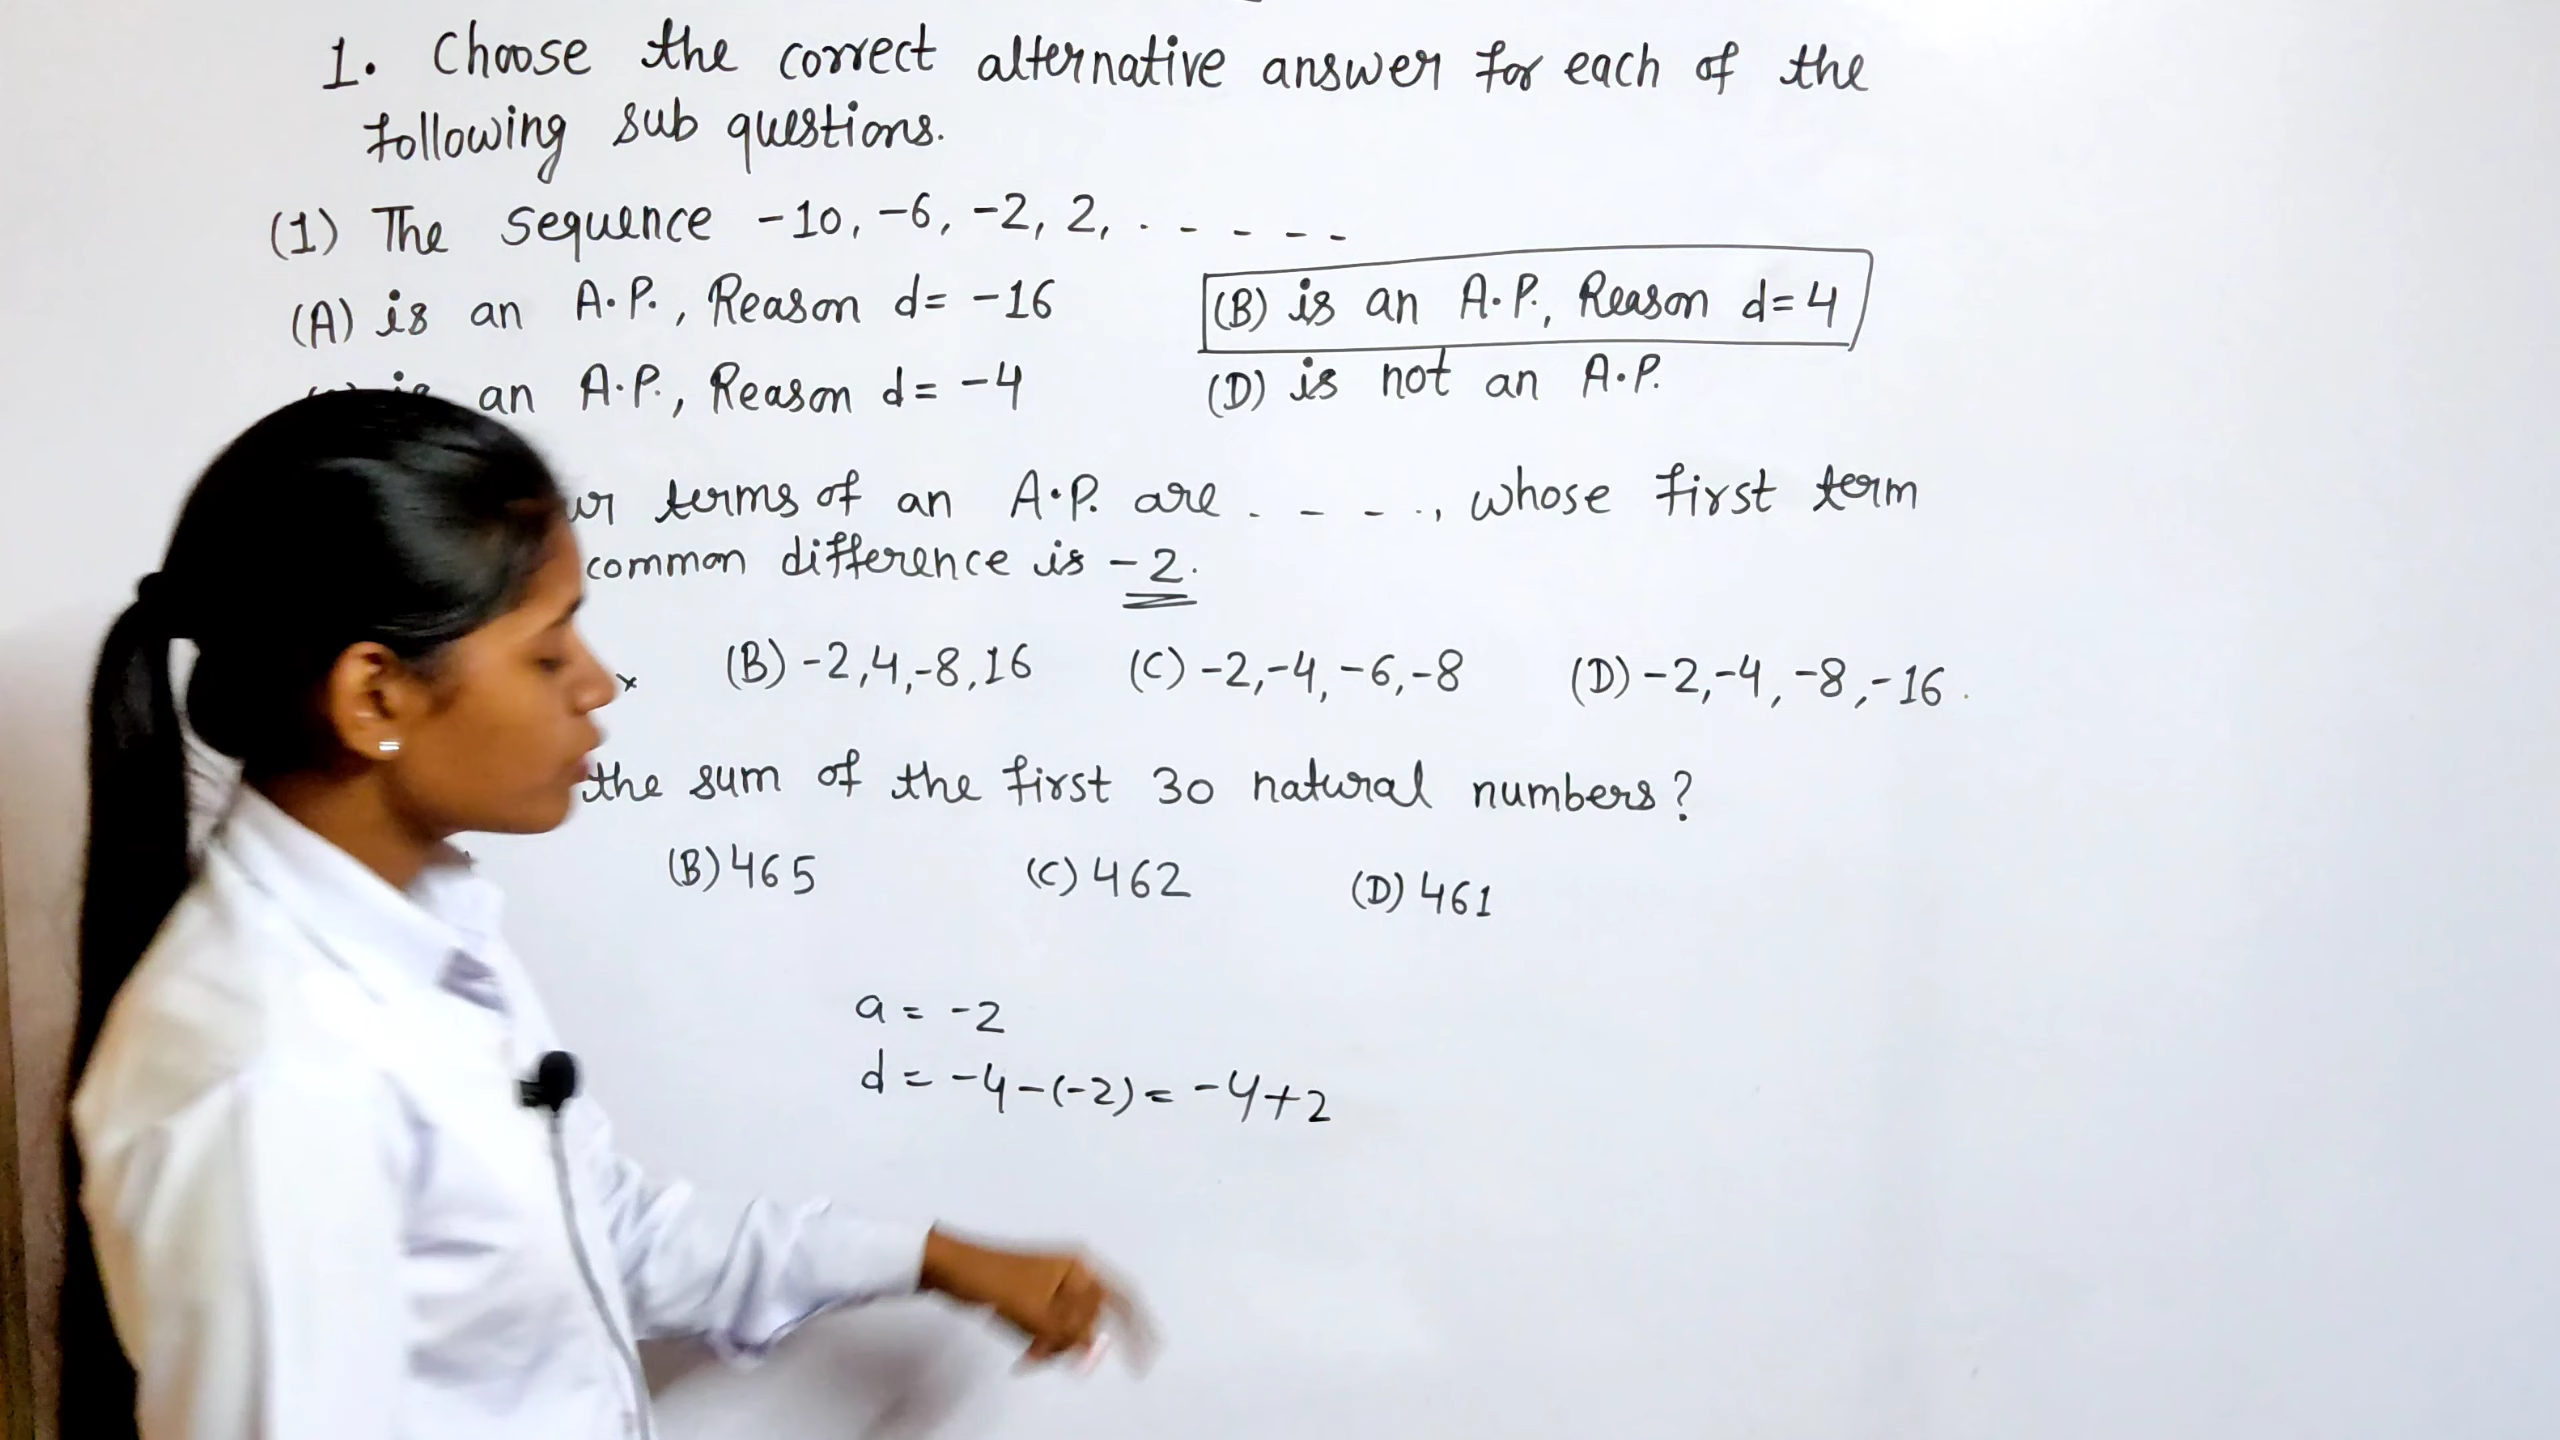 1. Choose the correct alternative answer for each of the
following sub questions.
(1) The sequence -10, -6, -2, 2, . - - - -
(A) is an A.P., Reason d= -16 (B) is an A.P., Reason d=4
is an A.P., Reason d= -4 (D) is not an A.P.
terms of an A.P. are . - - - ., whose first term
common difference is -2.
× (B) -2,4,-8,16 (C) -2,-4,-6,-8 (D) -2,-4,-8,-16.
the sum of the first 30 natural numbers?
(B) 465 (C) 462 (D) 461
a = -2
d = -4-(-2) = -4+2